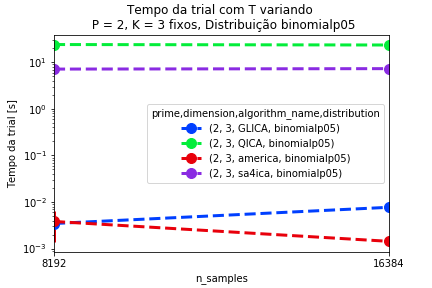 Tempo da trial com T variando
P = 2, K = 3 fixos, Distribuição binomialp05
Tempo da trial [s]
10¹
10⁰
10⁻¹
10⁻²
10⁻³
prime,dimension,algorithm_name,distribution
(2, 3, GLICA, binomialp05)
(2, 3, QICA, binomialp05)
(2, 3, america, binomialp05)
(2, 3, sa4ica, binomialp05)
8192
16384
n_samples